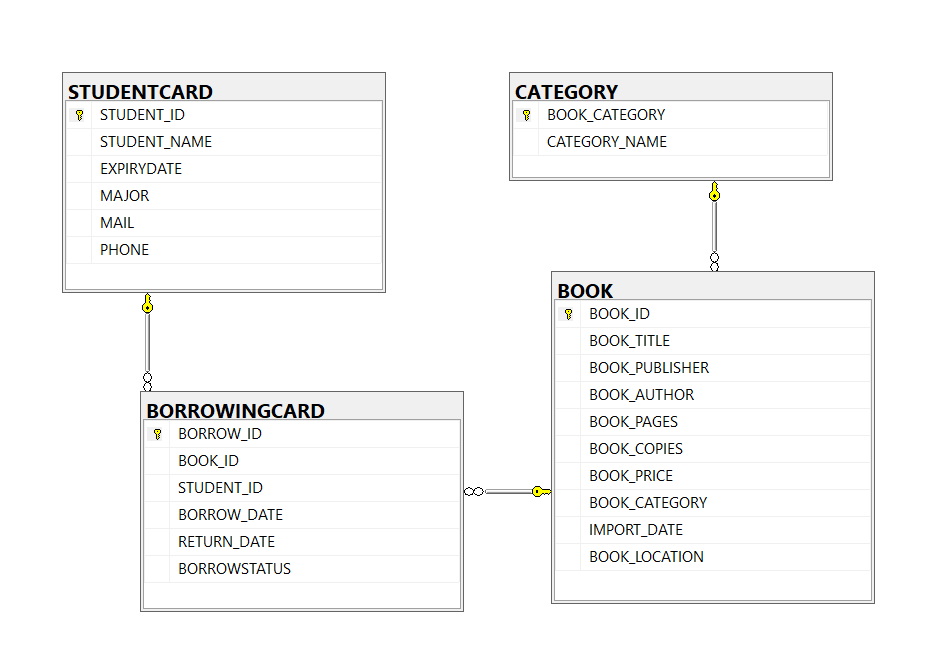 STUDENTCARD
STUDENT_ID
STUDENT_NAME
EXPIRYDATE
MAJOR
MAIL
PHONE
CATEGORY
BOOK_CATEGORY
CATEGORY_NAME
BORROWINGCARD
BORROW_ID
BOOK_ID
STUDENT_ID
BORROW_DATE
RETURN_DATE
BORROWSTATUS
BOOK
BOOK_ID
BOOK_TITLE
BOOK_PUBLISHER
BOOK_AUTHOR
BOOK_PAGES
BOOK_COPIES
BOOK_PRICE
BOOK_CATEGORY
IMPORT_DATE
BOOK_LOCATION